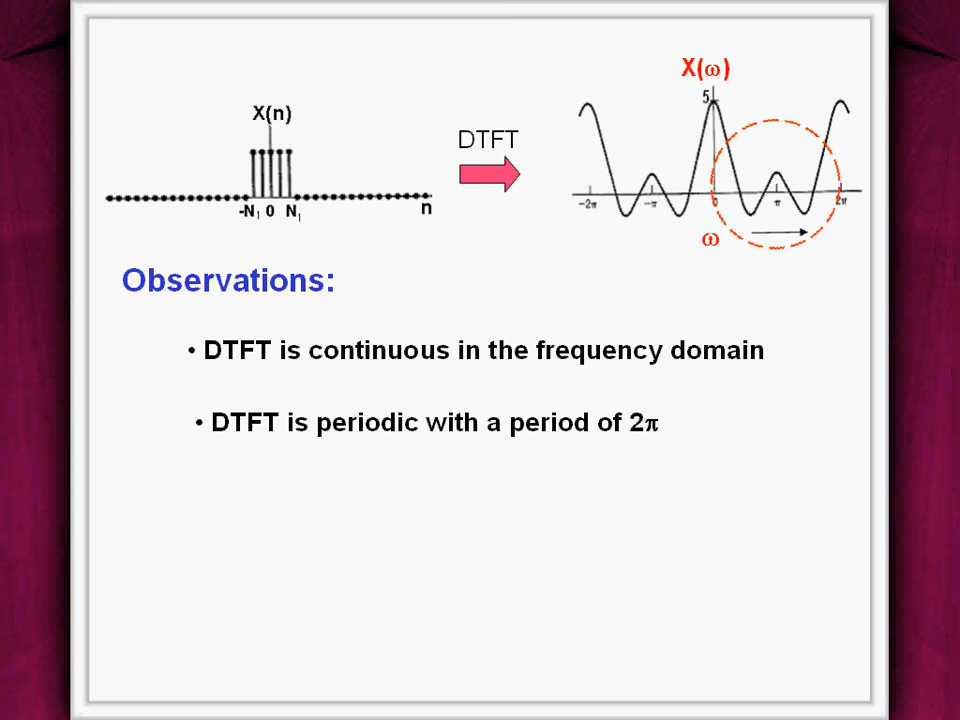 X(ω)
5
X(n)
DTFT
-N₁ 0 N₁
n
-2π -π 0 π 2π
ω
Observations:
• DTFT is continuous in the frequency domain
• DTFT is periodic with a period of 2π